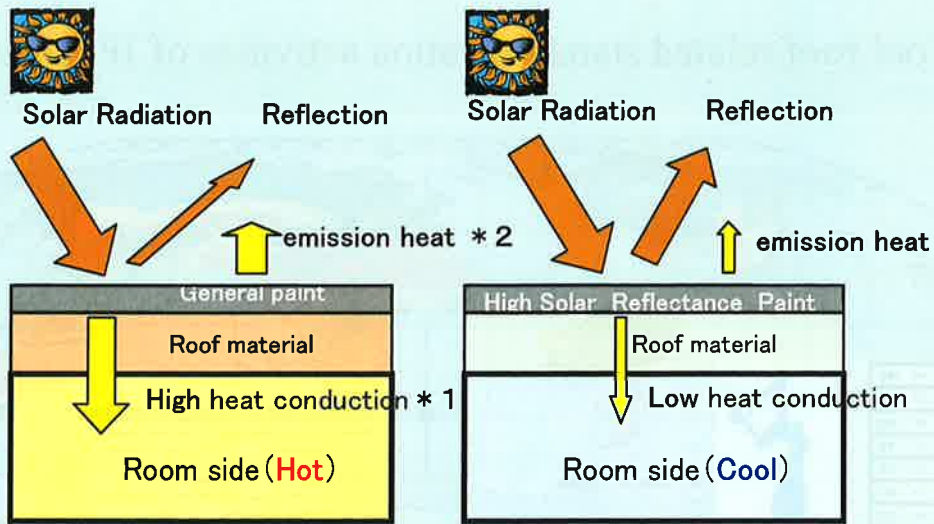 Solar Radiation Reflection
emission heat * 2
General paint
Roof material
High heat conduction * 1
Room side (Hot)
Solar Radiation Reflection
emission heat
High Solar Reflectance Paint
Roof material
Low heat conduction
Room side (Cool)